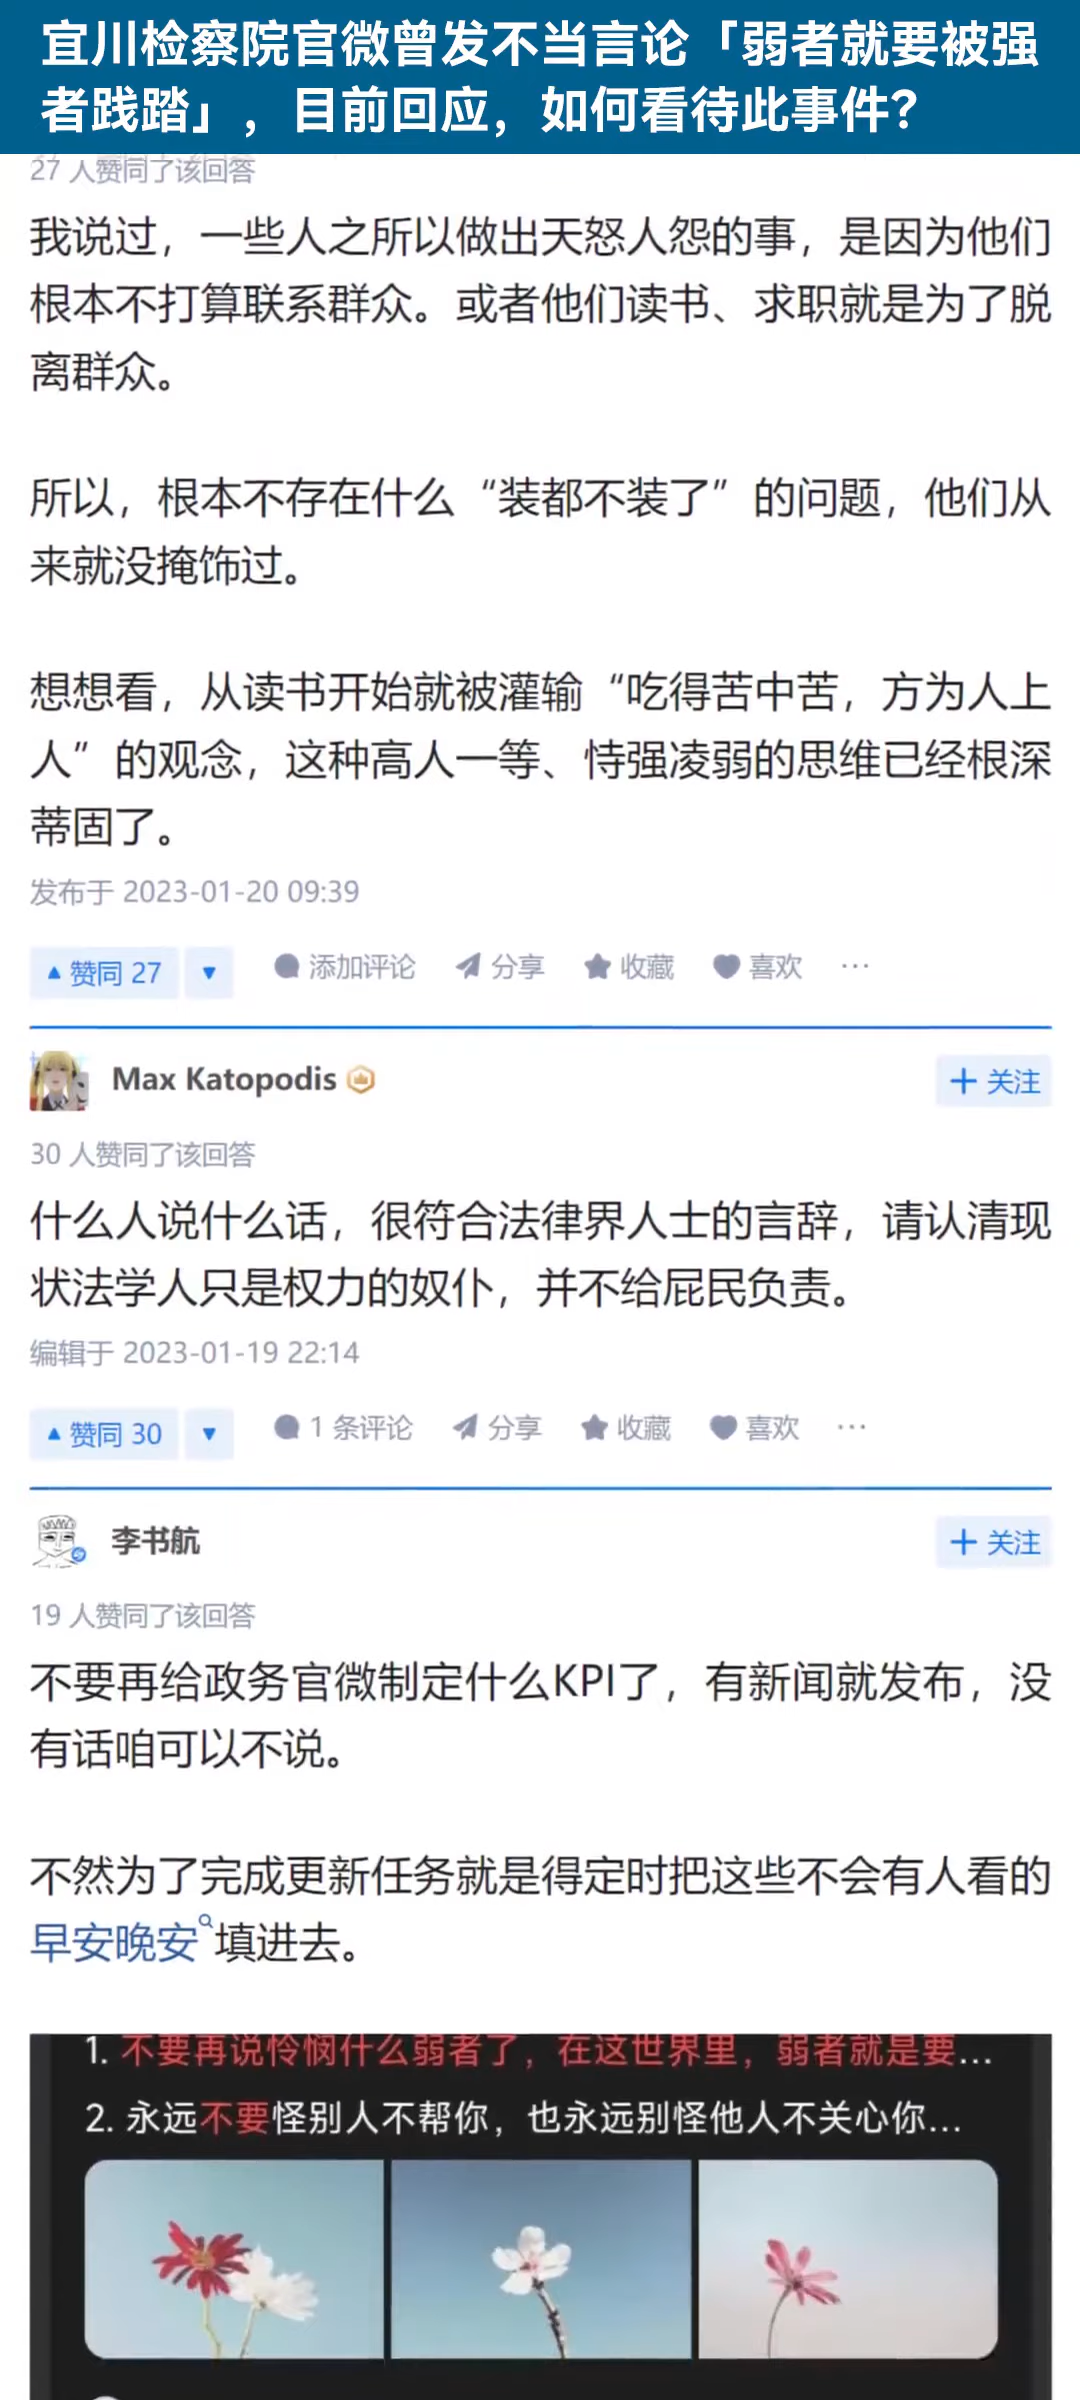 宜川检察院官微曾发不当言论「弱者就要被强
者践踏」，目前回应，如何看待此事件？
27 人赞同了该回答
我说过，一些人之所以做出天怒人怨的事，是因为他们
根本不打算联系群众。或者他们读书、求职就是为了脱
离群众。
所以，根本不存在什么“装都不装了”的问题，他们从
来就没掩饰过。
想想看，从读书开始就被灌输“吃得苦中苦，方为人上
人”的观念，这种高人一等、恃强凌弱的思维已经根深
蒂固了。
发布于 2023-01-20 09:39
赞同 27 添加评论 分享 收藏 喜欢 ···
Max Katopodis + 关注
30 人赞同了该回答
什么人说什么话，很符合法律界人士的言辞，请认清现
状法学人只是权力的奴仆，并不给屁民负责。
编辑于 2023-01-19 22:14
赞同 30 1 条评论 分享 收藏 喜欢 ···
李书航 + 关注
19 人赞同了该回答
不要再给政务官微制定什么KPI了，有新闻就发布，没
有话咱可以不说。
不然为了完成更新任务就是得定时把这些不会有人看的
早安晚安填进去。
1. 不要再说怜悯什么弱者了，在这世界里，弱者就是要...
2. 永远不要怪别人不帮你，也永远别怪他人不关心你...